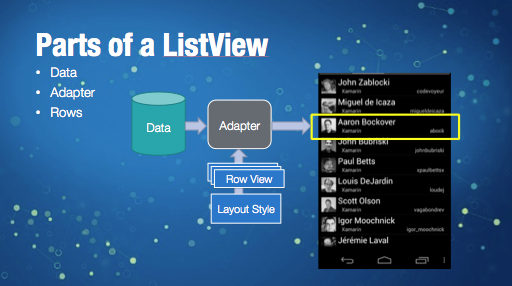 Parts of a ListView
• Data
• Adapter
• Rows
Data
Adapter
Row View
Layout Style
John Zablocki
Xamarin codevoyeur
Miguel de Icaza
Xamarin migueldeicaza
Aaron Bockover
Xamarin abock
John Bubriski
Xamarin johnbubriski
Paul Betts
Xamarin xpaulbettsx
Louis DeJardin
Xamarin loudej
Scott Olson
Xamarin vagabondrev
Igor Moochnick
Xamarin igor_moochnick
Jérémie Laval